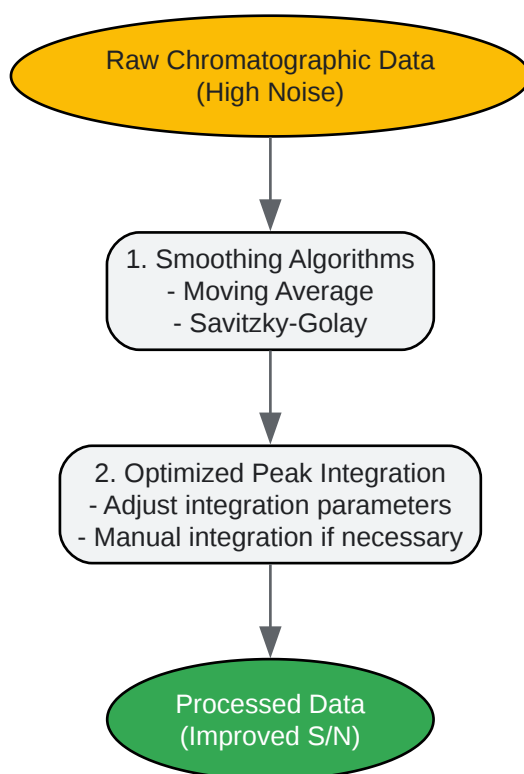 Raw Chromatographic Data
(High Noise)
1. Smoothing Algorithms
- Moving Average
- Savitzky-Golay
2. Optimized Peak Integration
- Adjust integration parameters
- Manual integration if necessary
Processed Data
(Improved S/N)